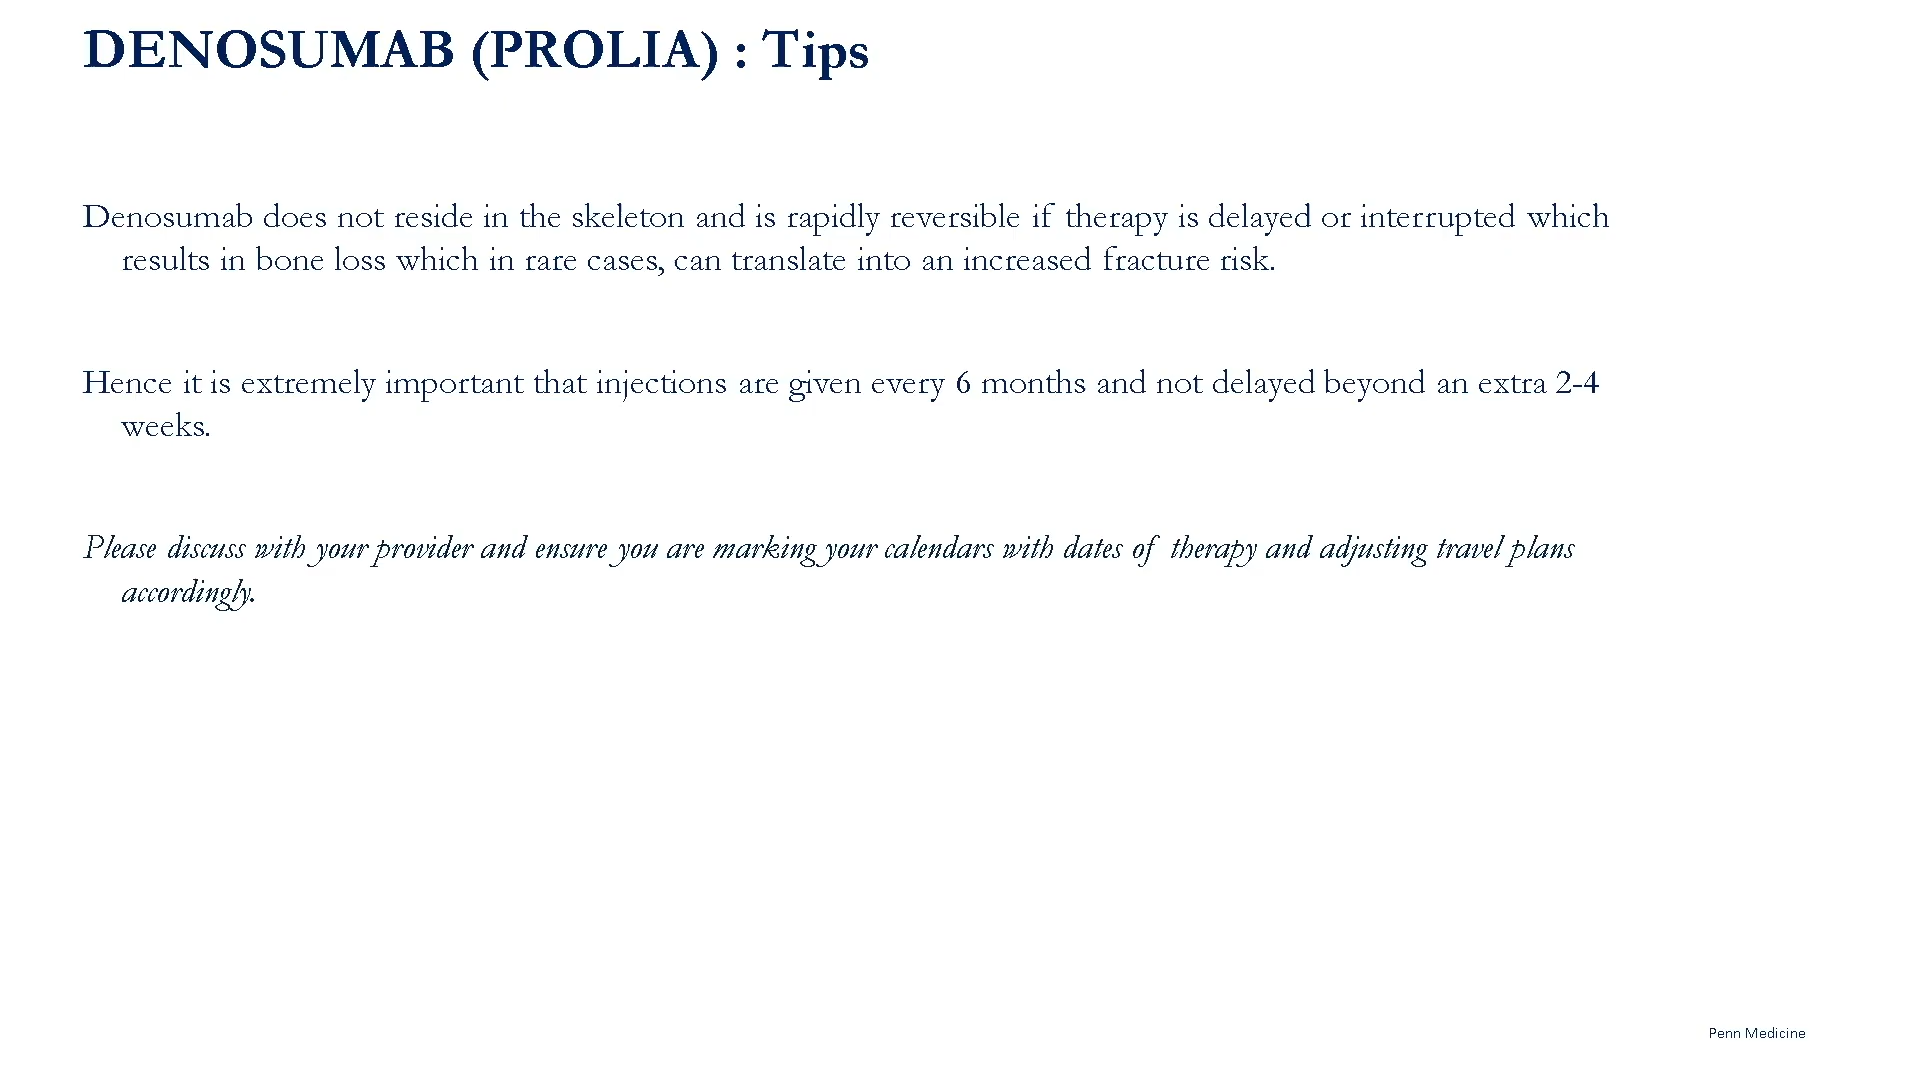 DENOSUMAB (PROLIA) : Tips
Denosumab does not reside in the skeleton and is rapidly reversible if therapy is delayed or interrupted which
results in bone loss which in rare cases, can translate into an increased fracture risk.
Hence it is extremely important that injections are given every 6 months and not delayed beyond an extra 2-4
weeks.
Please discuss with your provider and ensure you are marking your calendars with dates of therapy and adjusting travel plans
accordingly.
Penn Medicine